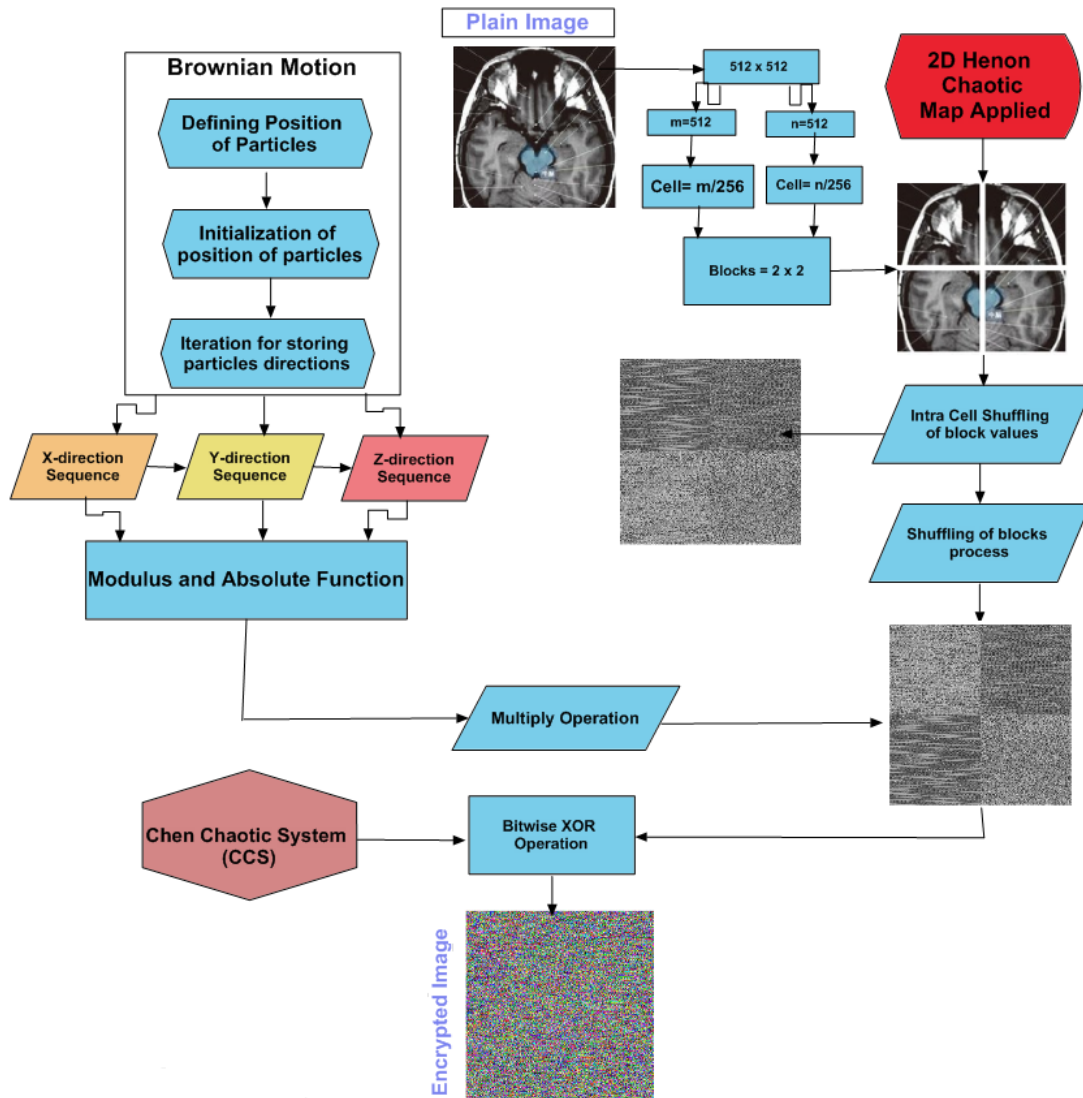 Plain Image
Brownian Motion
Defining Position
of Particles
Initialization of
position of particles
Iteration for storing
particles directions
X-direction
Sequence
Y-direction
Sequence
Z-direction
Sequence
Modulus and Absolute Function
512 x 512
m=512
n=512
Cell= m/256
Cell= n/256
Blocks = 2 x 2
2D Henon
Chaotic
Map Applied
Intra Cell Shuffling
of block values
Shuffling of blocks
process
Multiply Operation
Chen Chaotic System
(CCS)
Bitwise XOR
Operation
Encrypted Image